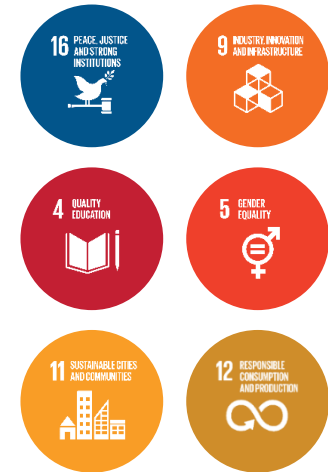 16 PEACE, JUSTICE
AND STRONG
INSTITUTIONS
9 INDUSTRY, INNOVATION
AND INFRASTRUCTURE
4 QUALITY
EDUCATION
5 GENDER
EQUALITY
11 SUSTAINABLE CITIES
AND COMMUNITIES
12 RESPONSIBLE
CONSUMPTION
AND PRODUCTION